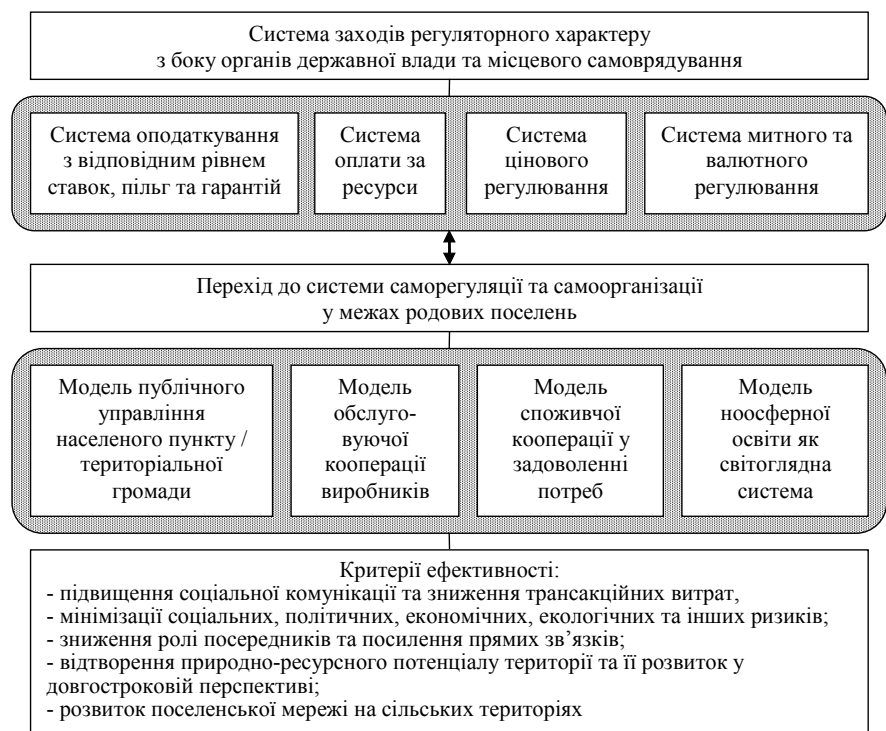 Система заходів регуляторного характеру
з боку органів державної влади та місцевого самоврядування
Система оподаткування
з відповідним рівнем
ставок, пільг та гарантій
Система
оплати за
ресурси
Система
цінового
регулювання
Система митного та
валютного
регулювання
Перехід до системи саморегуляції та самоорганізації
у межах родових поселень
Модель публічного
управління
населеного пункту /
територіальної
громади
Модель
обслуго-
вуючої
кооперації
виробників
Модель
споживчої
кооперації у
задоволенні
потреб
Модель
ноосферної
освіти як
світоглядна
система
Критерії ефективності:
- підвищення соціальної комунікації та зниження трансакційних витрат,
- мінімізації соціальних, політичних, економічних, екологічних та інших ризиків;
- зниження ролі посередників та посилення прямих зв’язків;
- відтворення природно-ресурсного потенціалу території та її розвиток у
довгостроковій перспективі;
- розвиток поселенської мережі на сільських територіях